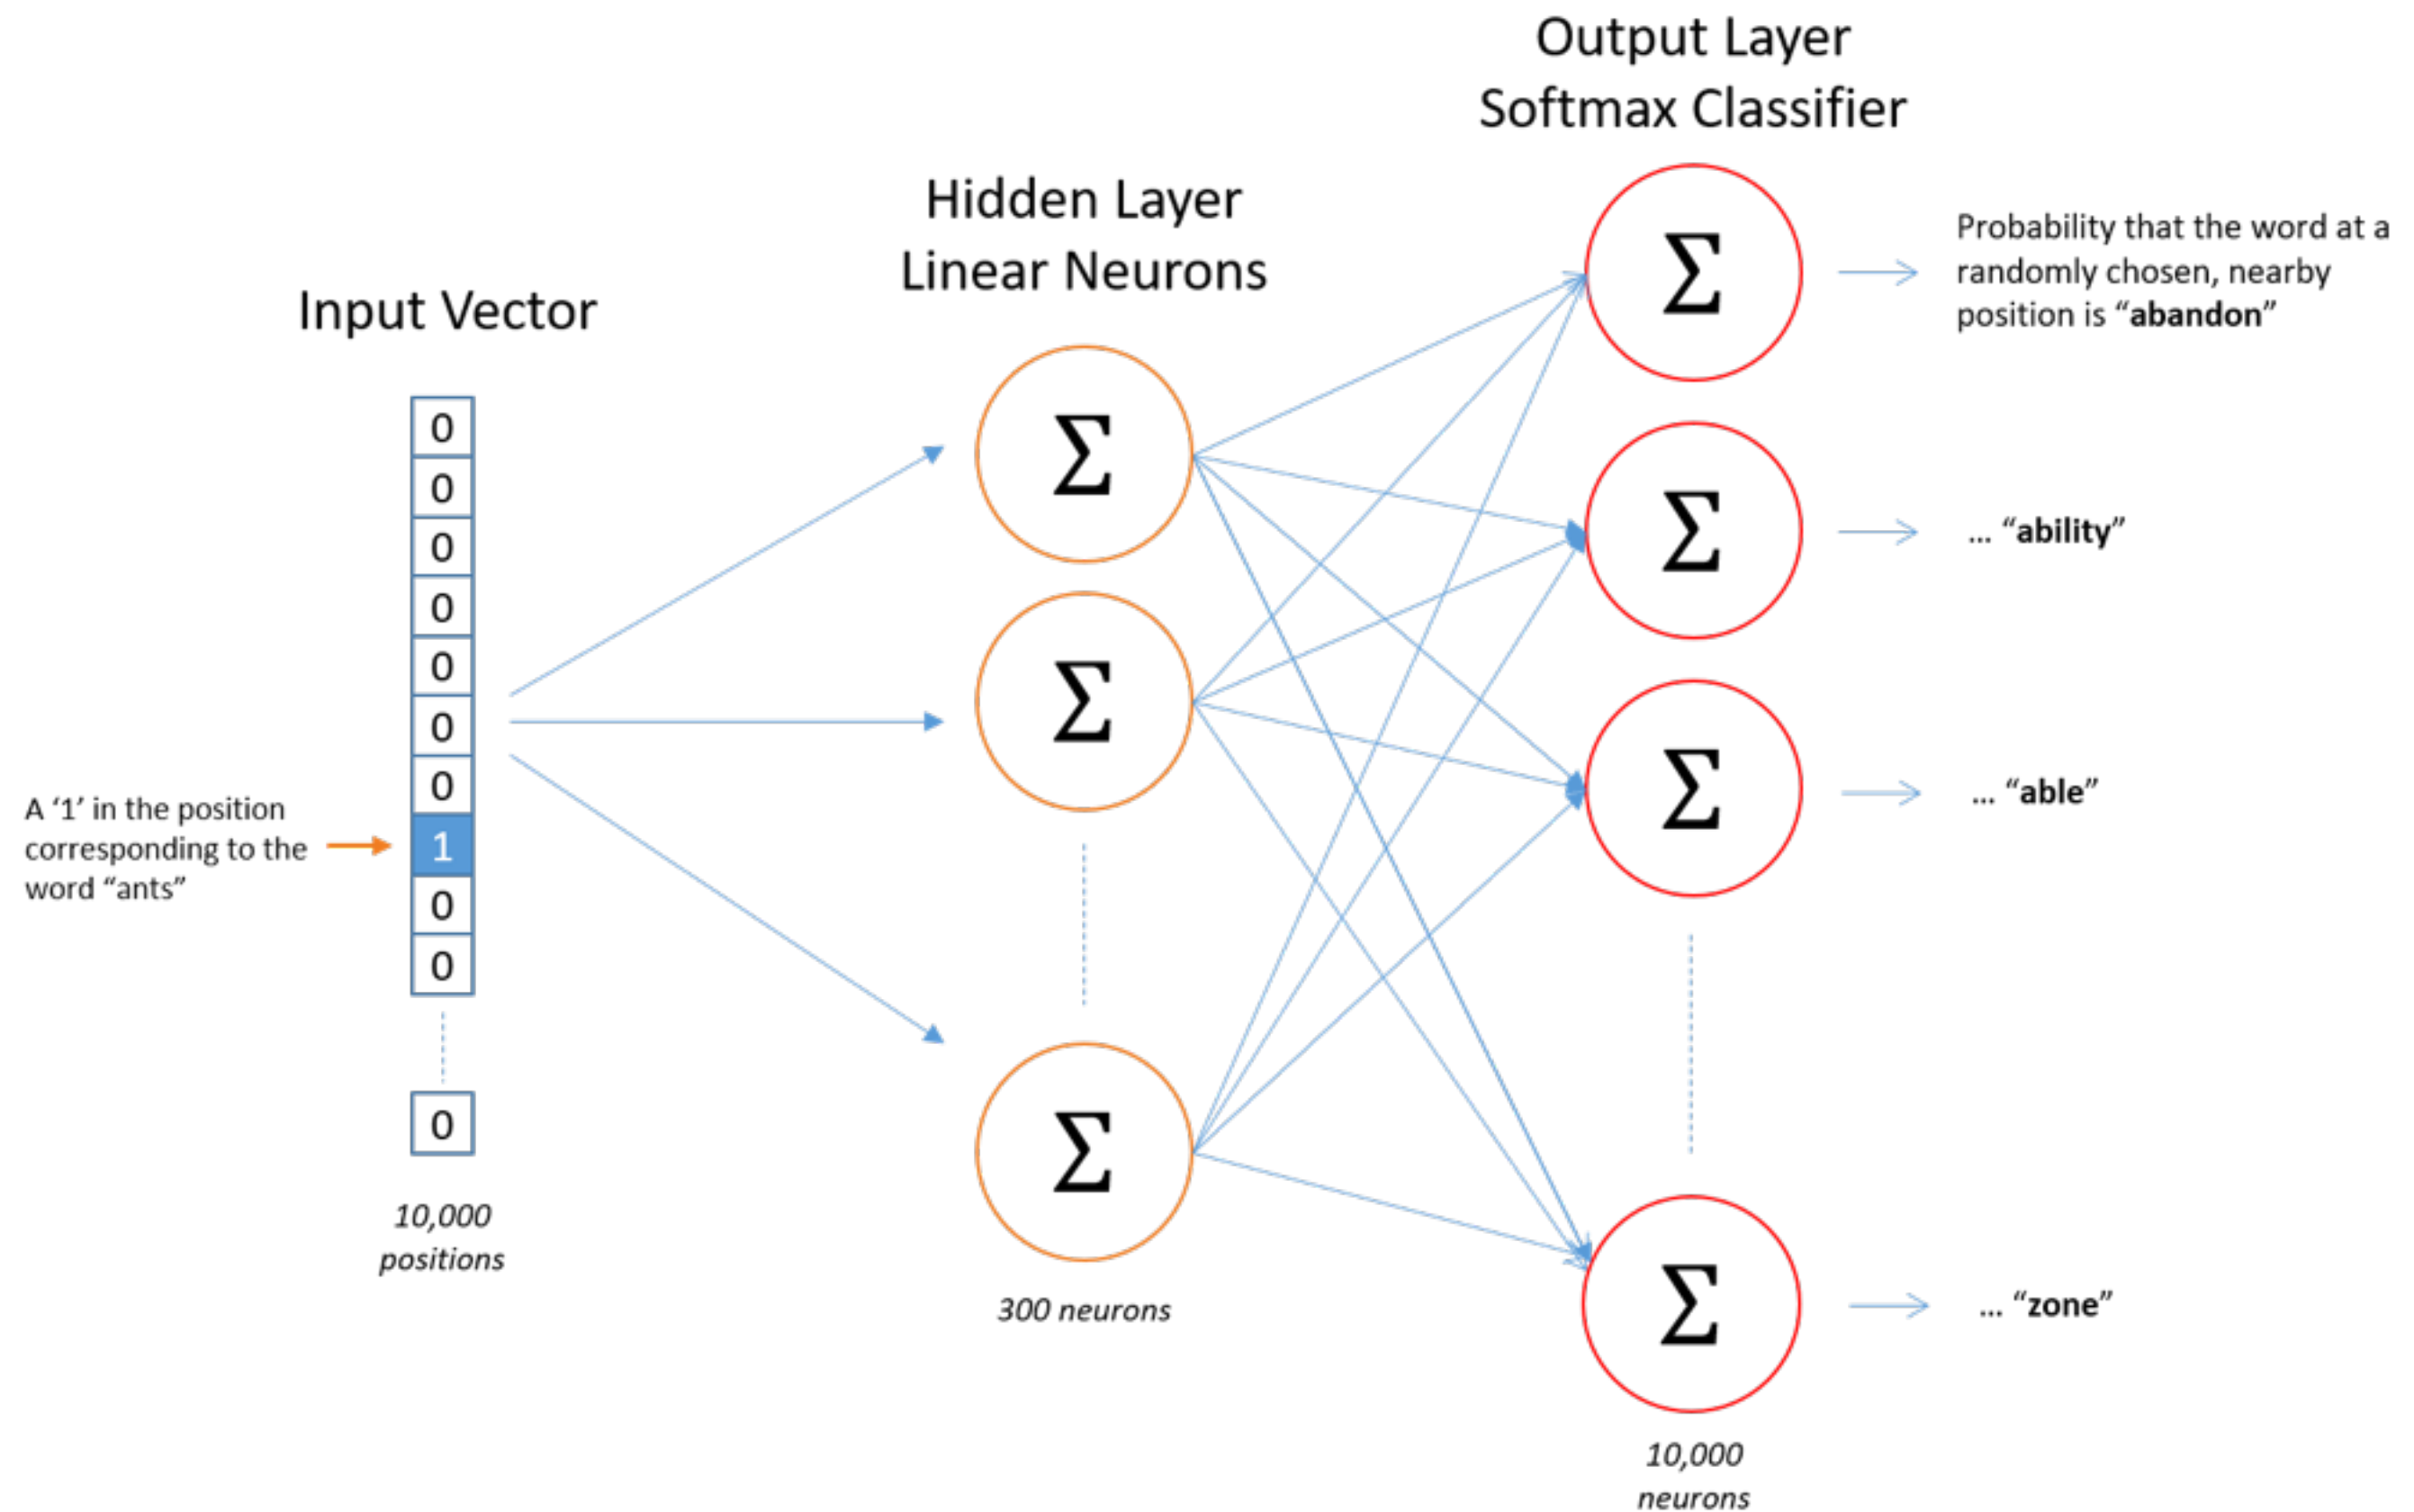 Output Layer
Softmax Classifier
Hidden Layer
Linear Neurons
Input Vector
0
0
0
0
0
0
0
1
0
0
0
A ‘1’ in the position
corresponding to the
word “ants”
10,000
positions
Σ
Σ
Σ
300 neurons
Σ
Σ
Σ
Σ
Probability that the word at a
randomly chosen, nearby
position is “abandon”
... “ability”
... “able”
... “zone”
10,000
neurons